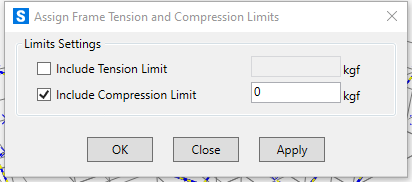 S Assign Frame Tension and Compression Limits
Limits Settings
Include Tension Limit kgf
Include Compression Limit 0 kgf
OK Close Apply